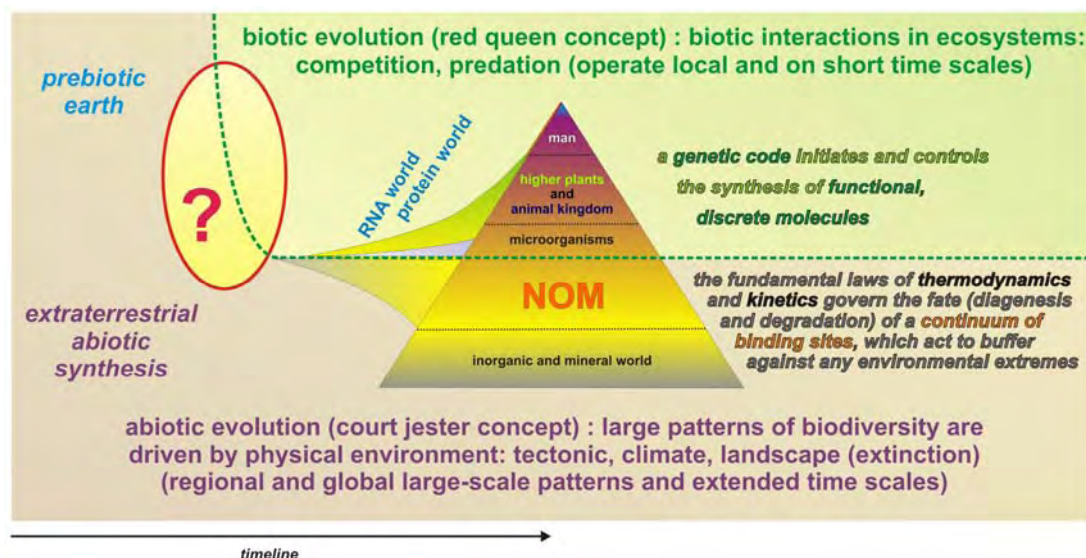 biotic evolution (red queen concept) : biotic interactions in ecosystems:
competition, predation (operate local and on short time scales)
prebiotic
earth
?
RNA world
protein world
man
higher plants
and
animal kingdom
microorganisms
NOM
inorganic and mineral world
a genetic code initiates and controls
the synthesis of functional,
discrete molecules
the fundamental laws of thermodynamics
and kinetics govern the fate (diagenesis
and degradation) of a continuum of
binding sites, which act to buffer
against any environmental extremes
extraterrestrial
abiotic
synthesis
abiotic evolution (court jester concept) : large patterns of biodiversity are
driven by physical environment: tectonic, climate, landscape (extinction)
(regional and global large-scale patterns and extended time scales)
timeline